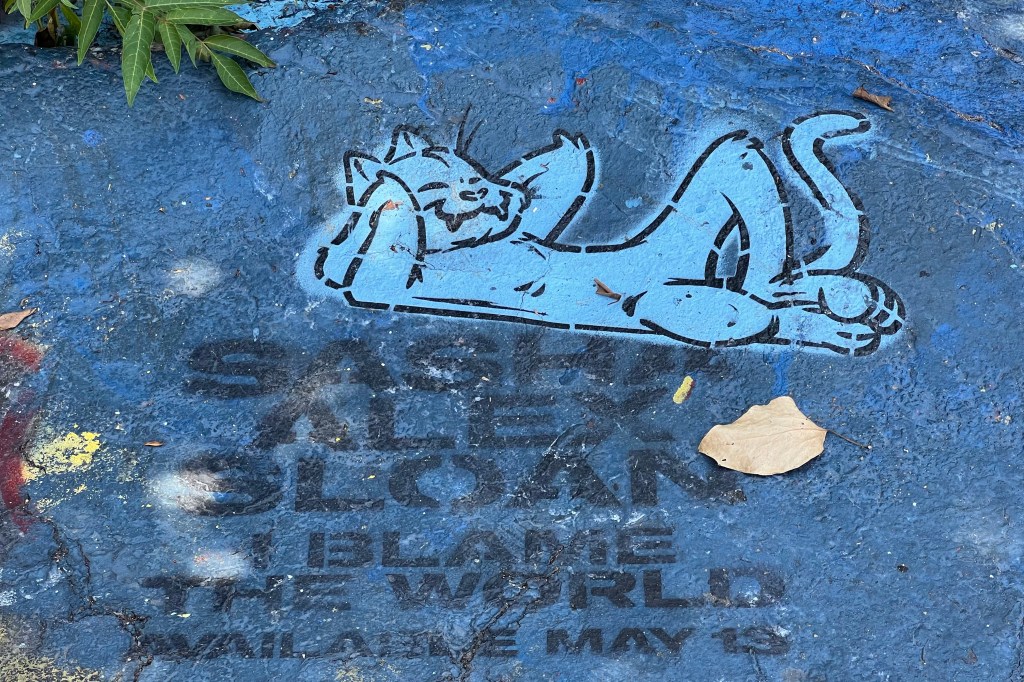 SASHA
ALEX
SLOAN
I BLAME
THE WORLD
AVAILABLE MAY 13